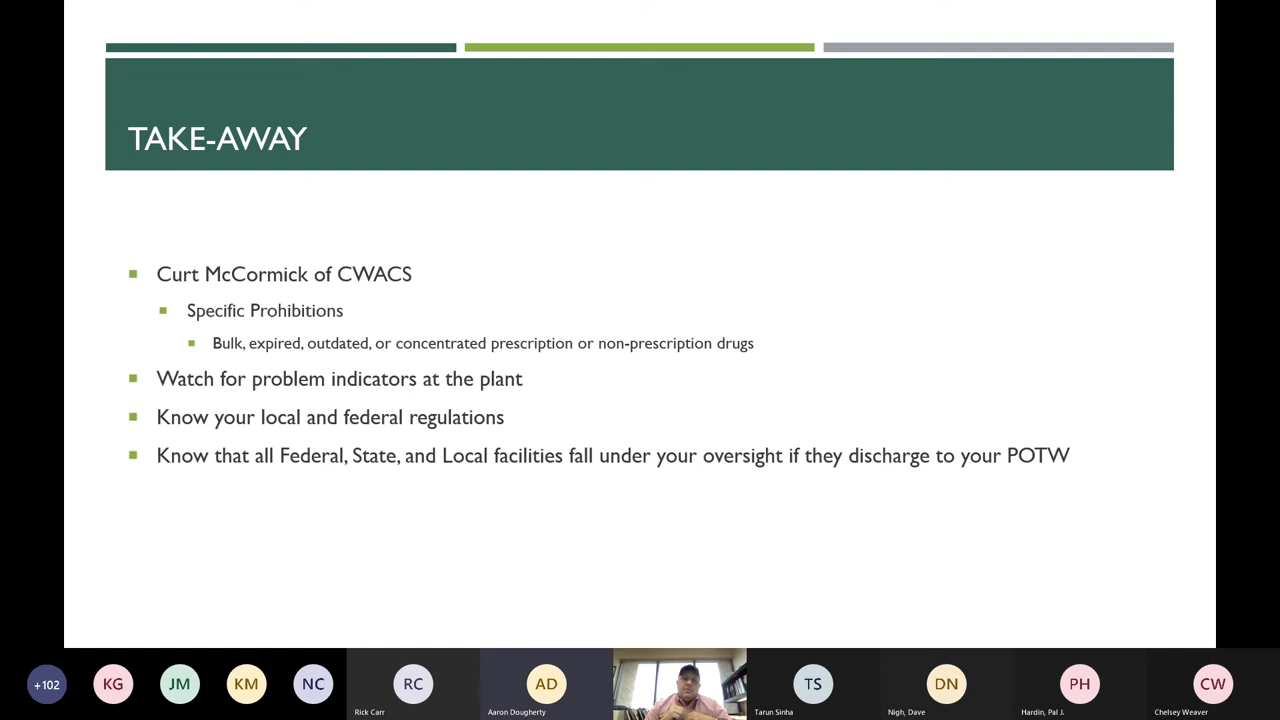 TAKE-AWAY
Curt McCormick of CWACS
Specific Prohibitions
Bulk, expired, outdated, or concentrated prescription or non-prescription drugs
Watch for problem indicators at the plant
Know your local and federal regulations
Know that all Federal, State, and Local facilities fall under your oversight if they discharge to your POTW
+102
KG
JM
KM
NC
RC
AD
TS
DN
PH
CW
Rick Carr
Aaron Dougherty
Tarun Sinha
Nigh, Dave
Hardin, Pal J.
Chelsey Weaver